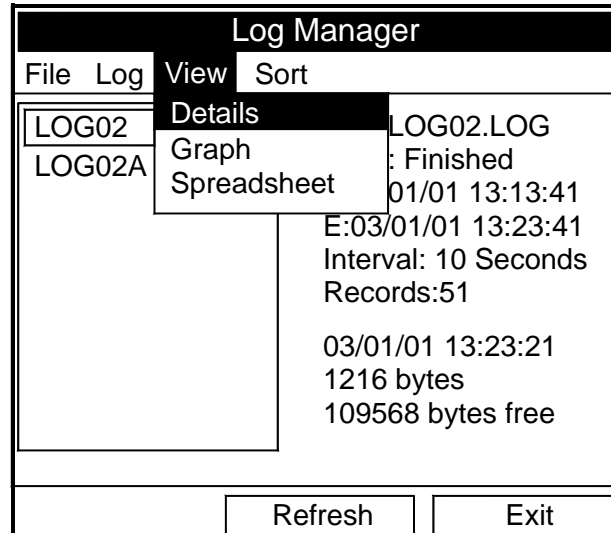 Log Manager
File Log View Sort
Details
Graph
Spreadsheet
LOG02
LOG02A
LOG02.LOG
: Finished
01/01 13:13:41
E:03/01/01 13:23:41
Interval: 10 Seconds
Records:51
03/01/01 13:23:21
1216 bytes
109568 bytes free
Refresh
Exit